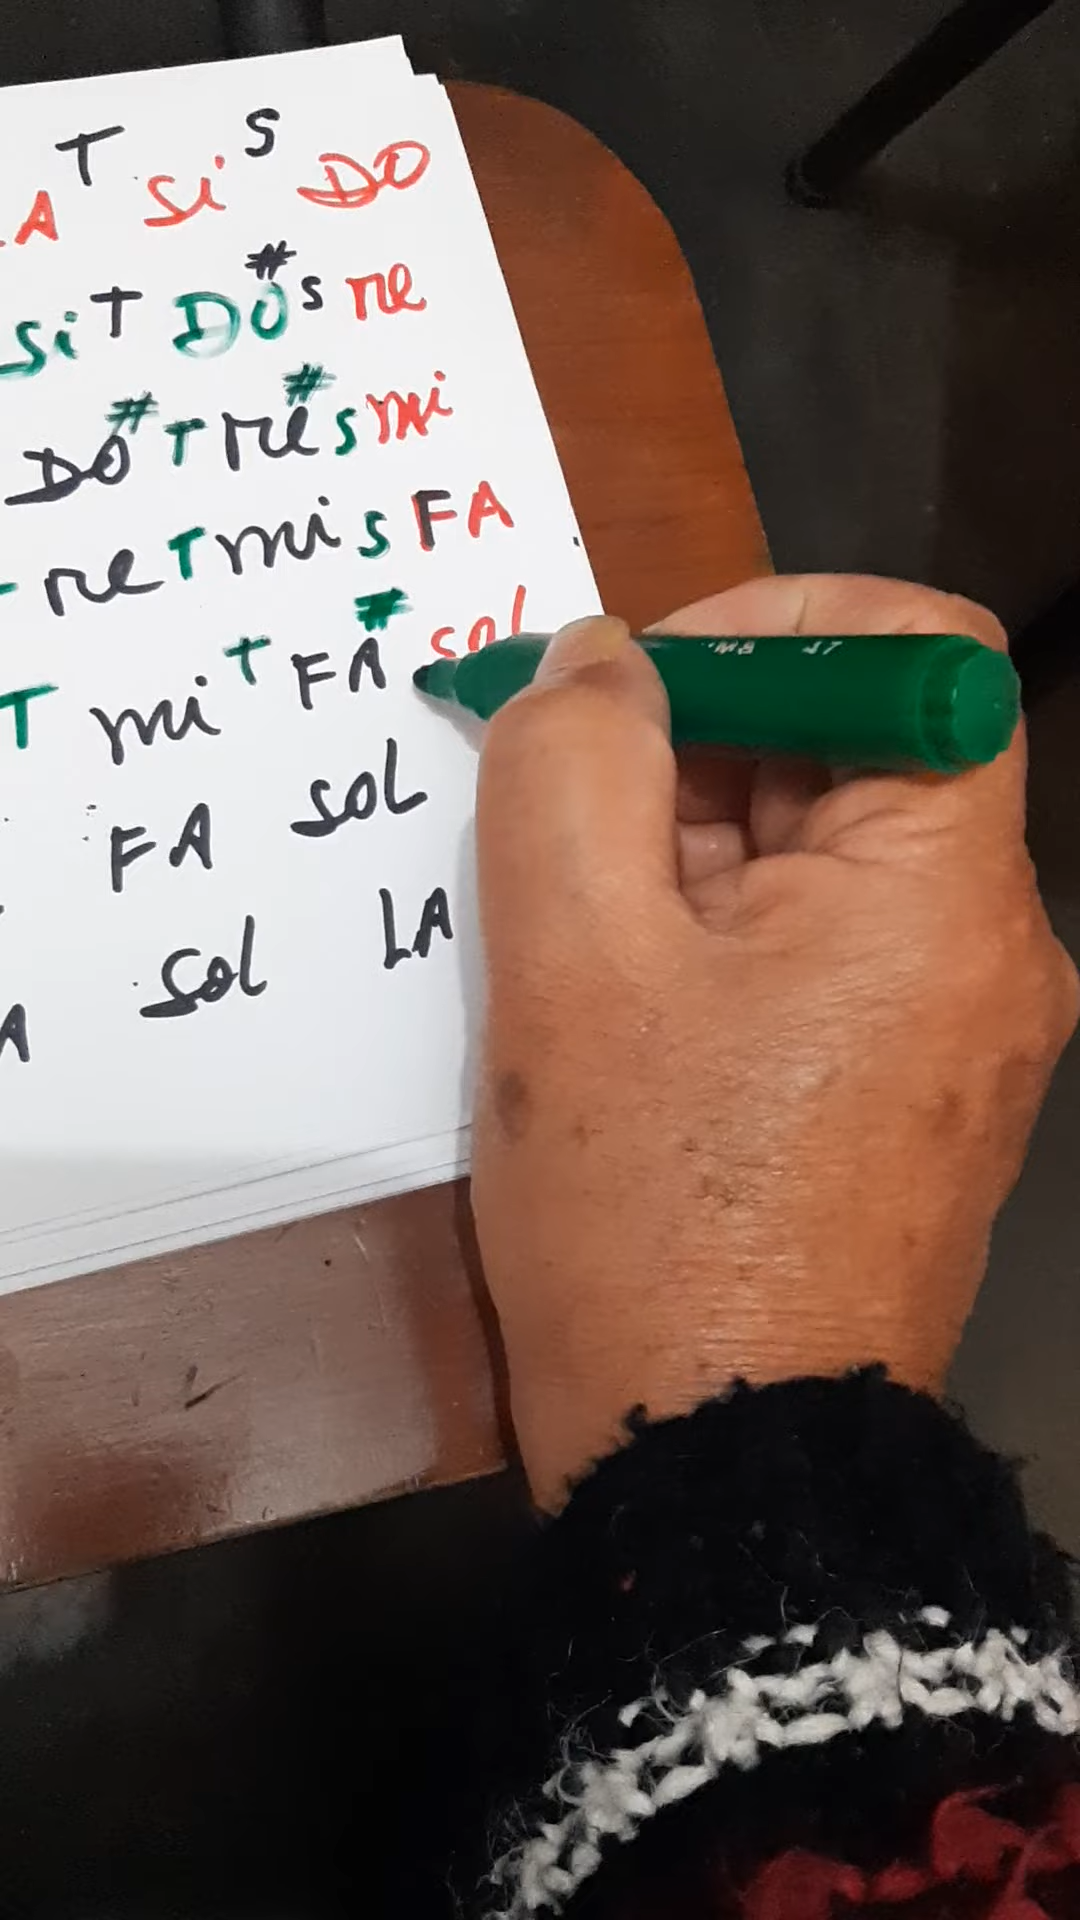 A T si S DO
si T DO# S re
DO# T re# S mi
re T mi S FA
T mi T FA# sol
FA sol
sol LA
A